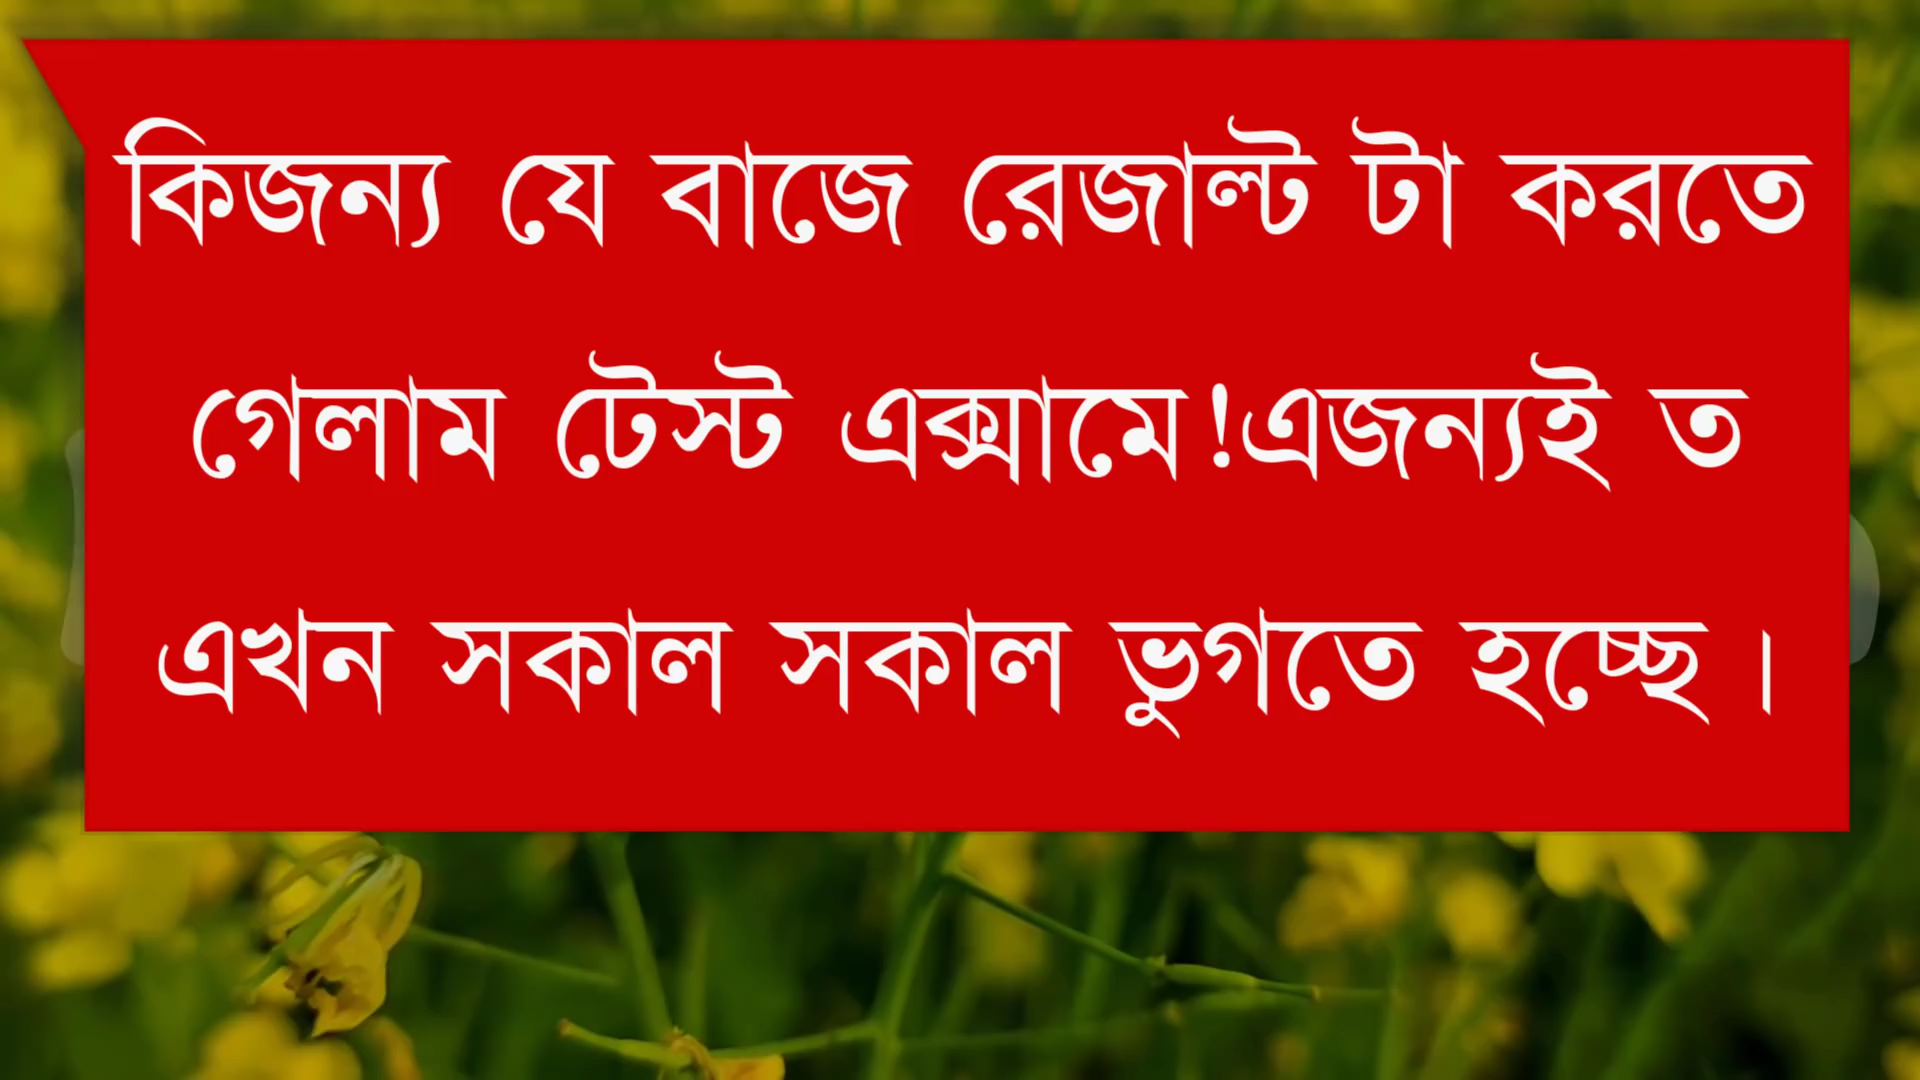 কিজন্য যে বাজে রেজাল্ট টা করতে
গেলাম টেস্ট এক্সামে!এজন্যই ত
এখন সকাল সকাল ভুগতে হচ্ছে।